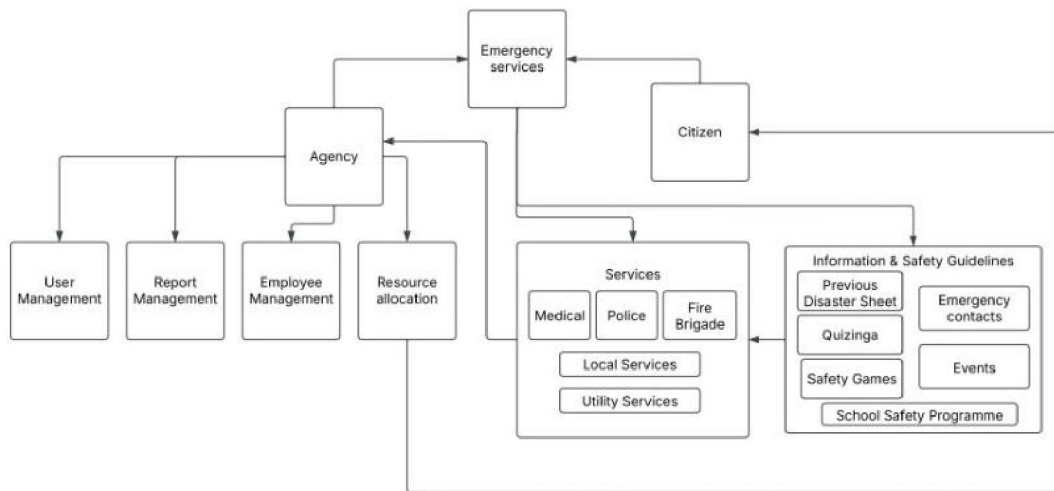 Emergency
services
Citizen
Agency
User
Management
Report
Management
Employee
Management
Resource
allocation
Services
Medical
Police
Fire
Brigade
Local Services
Utility Services
Information & Safety Guidelines
Previous
Disaster Sheet
Emergency
contacts
Quizinga
Events
Safety Games
School Safety Programme